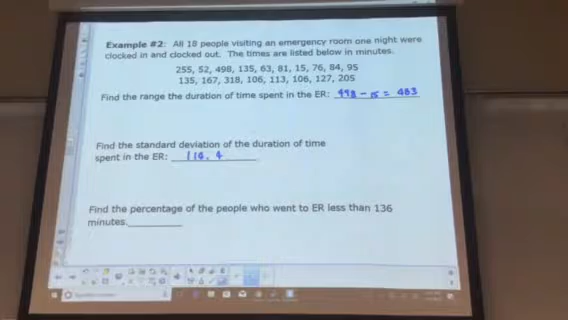 Example #2: All 18 people visiting an emergency room one night were
clocked in and clocked out. The times are listed below in minutes.
255, 52, 498, 135, 63, 81, 15, 76, 84, 95
135, 167, 318, 106, 113, 106, 127, 205
Find the range the duration of time spent in the ER: 498 - 15 = 483
Find the standard deviation of the duration of time
spent in the ER: 114.4
Find the percentage of the people who went to ER less than 136
minutes.